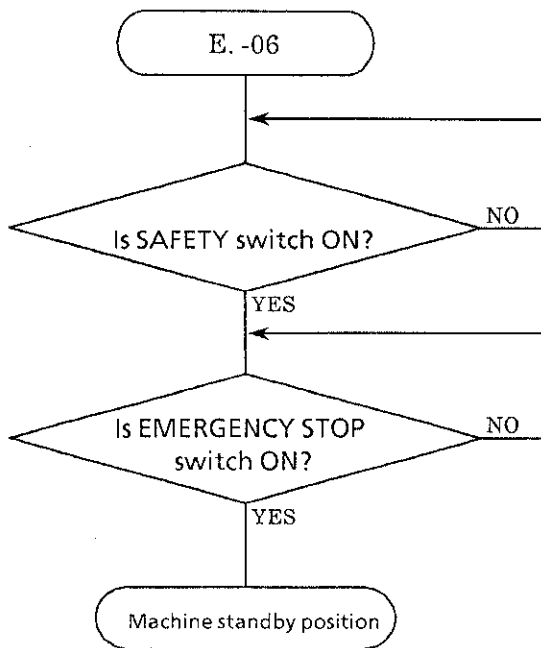 E. -06
Is SAFETY switch ON?
NO
YES
Is EMERGENCY STOP
switch ON?
NO
YES
Machine standby position